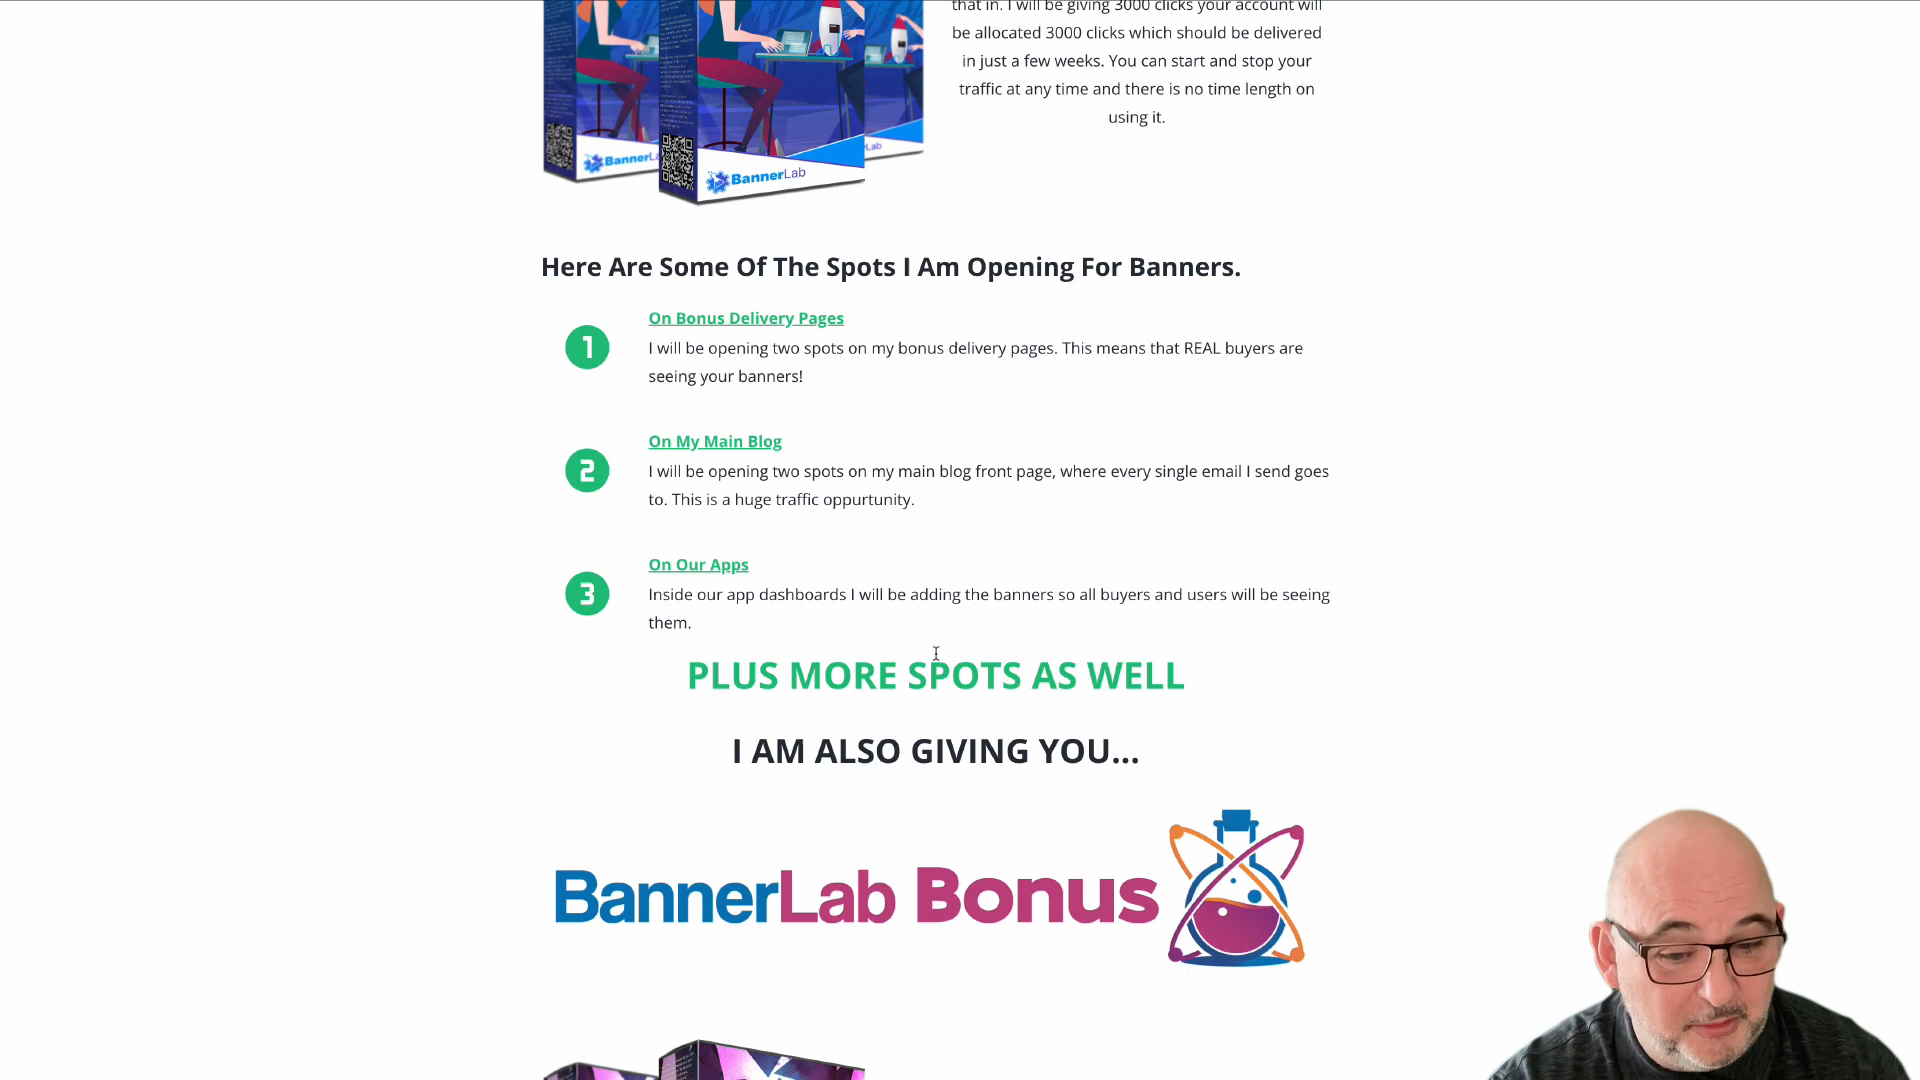 that in. I will be giving 3000 clicks your account will
be allocated 3000 clicks which should be delivered
in just a few weeks. You can start and stop your
traffic at any time and there is no time length on
using it.
BannerL
BannerLab
Lab
Here Are Some Of The Spots I Am Opening For Banners.
1
On Bonus Delivery Pages
I will be opening two spots on my bonus delivery pages. This means that REAL buyers are
seeing your banners!
2
On My Main Blog
I will be opening two spots on my main blog front page, where every single email I send goes
to. This is a huge traffic oppurtunity.
3
On Our Apps
Inside our app dashboards I will be adding the banners so all buyers and users will be seeing
them.
PLUS MORE SPOTS AS WELL
I AM ALSO GIVING YOU...
BannerLab Bonus